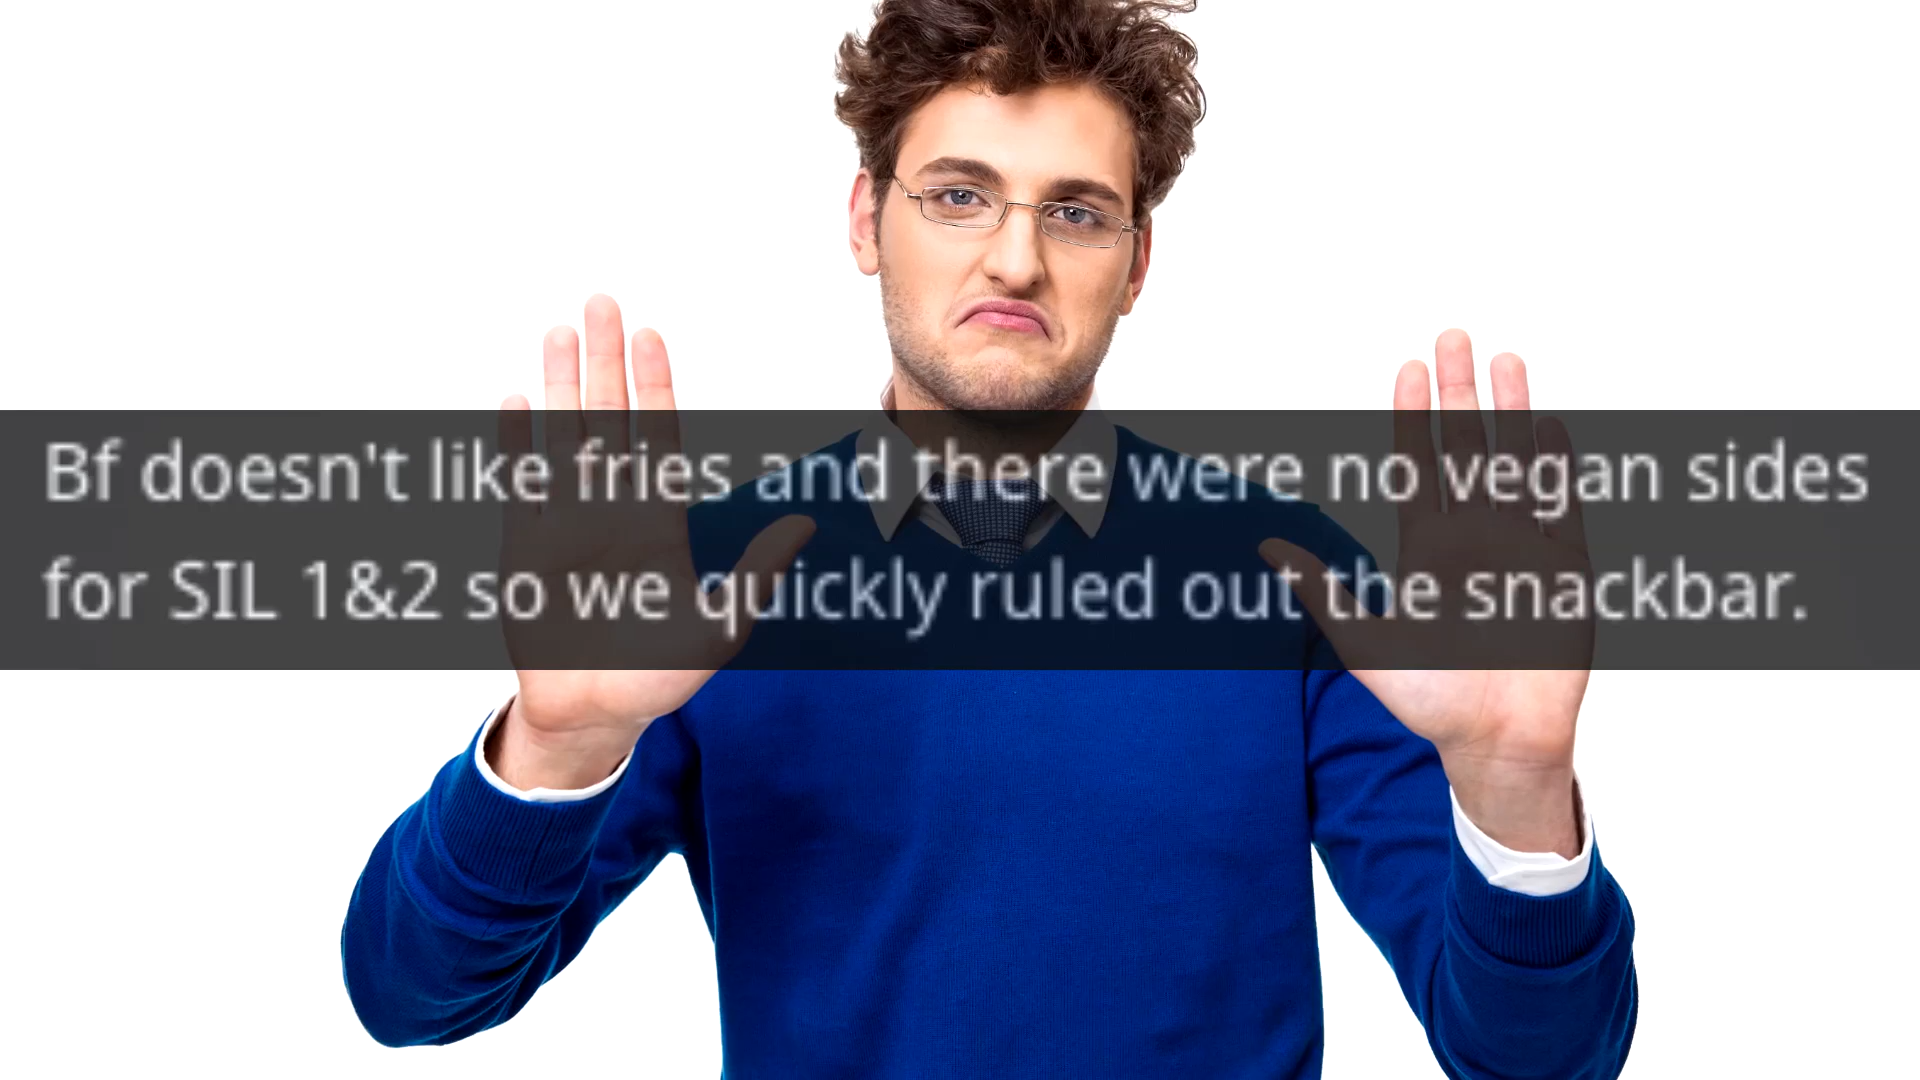 Bf doesn't like fries and there were no vegan sides
for SIL 1&2 so we quickly ruled out the snackbar.